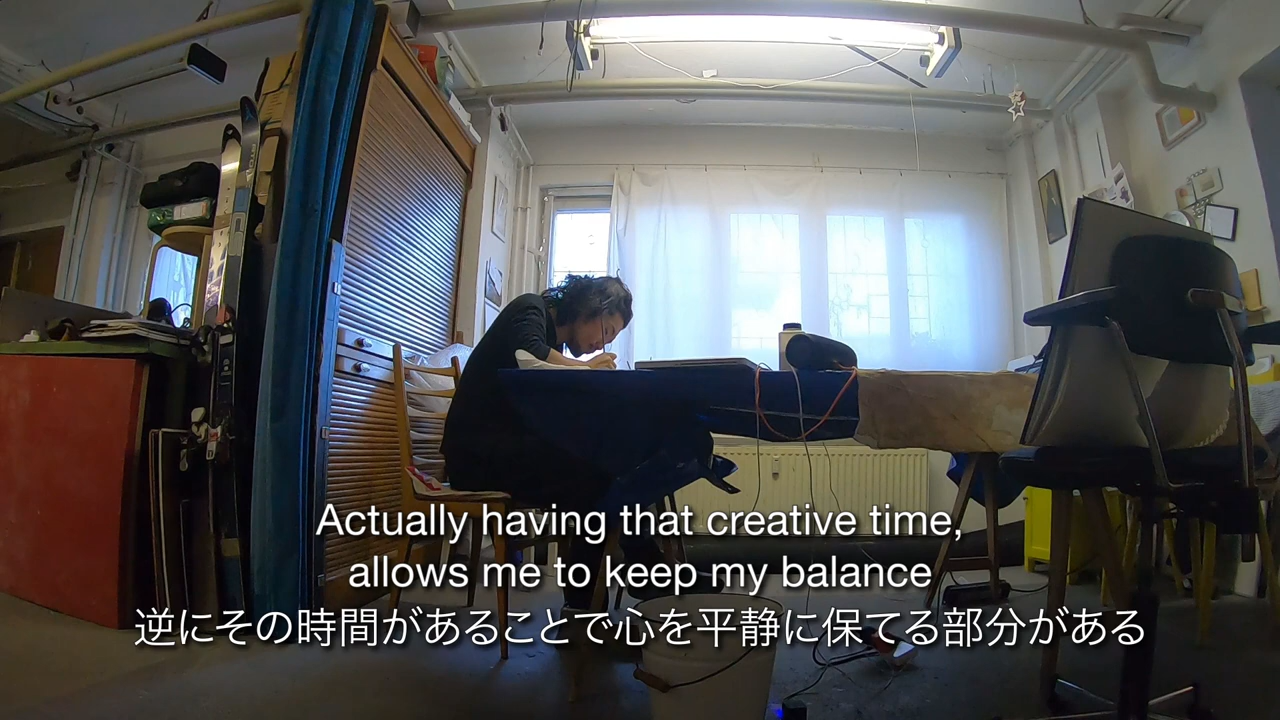 Actually having that creative time,
allows me to keep my balance
逆にその時間があることで心を平静に保てる部分がある